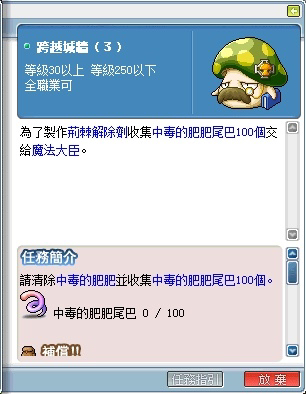 跨越城牆（3）
等級30以上 等級250以下
全職業可
為了製作荊棘解除劑收集中毒的肥肥尾巴100個交
給魔法大臣。
任務簡介
請清除中毒的肥肥並收集中毒的肥肥尾巴100個。
中毒的肥肥尾巴 0 / 100
補償!!
任務指引
放 棄